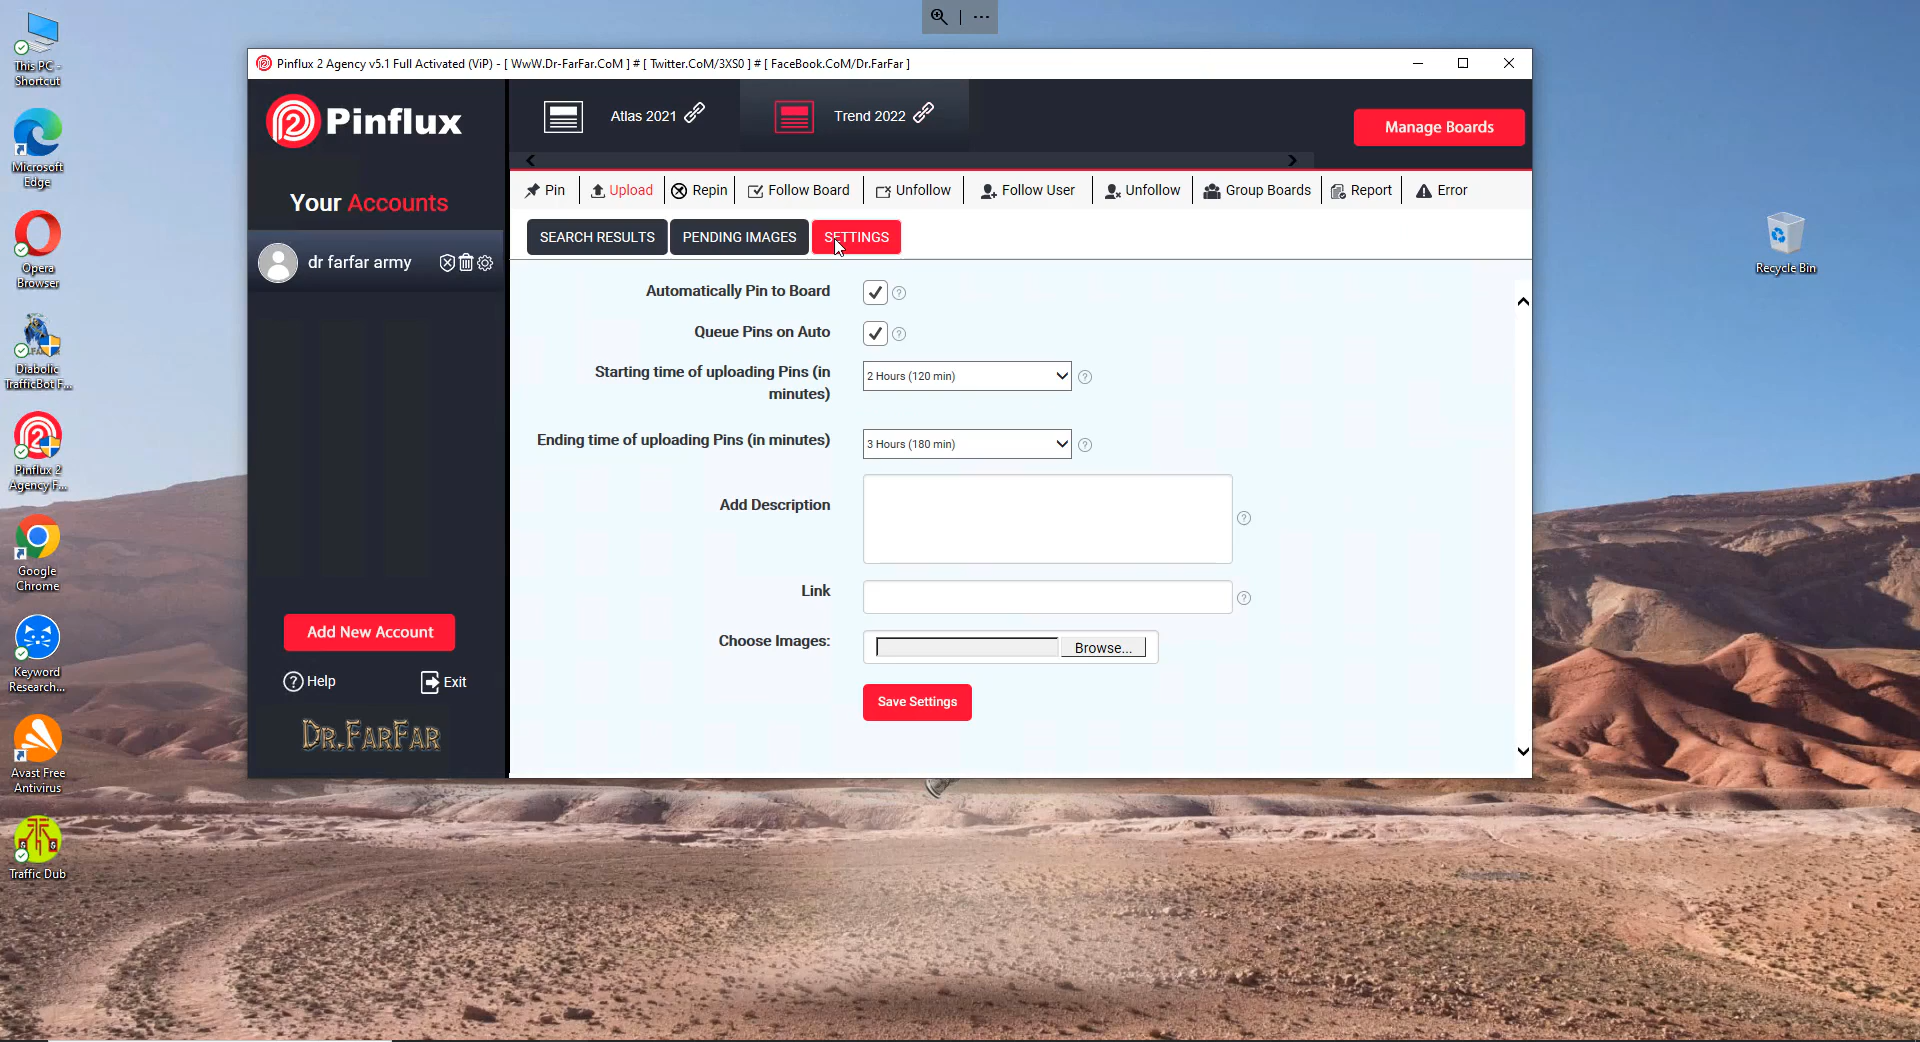 This PC -
Shortcut
Microsoft
Edge
Opera
Browser
Diabolic
TrafficBot F...
Pinflux 2
Agency F...
Google
Chrome
Keyword
Research...
Avast Free
Antivirus
Traffic Dub
Recycle Bin
Pinflux 2 Agency v5.1 Full Activated (ViP) - [ WwW.Dr-FarFar.CoM ] # [ Twitter.CoM/3XS0 ] # [ FaceBook.CoM/Dr.FarFar ]
2 Pinflux
Your Accounts
dr farfar army
Add New Account
? Help
Exit
DR.FARFAR
Atlas 2021
Trend 2022
Manage Boards
Pin
Upload
Repin
Follow Board
Unfollow
Follow User
Unfollow
Group Boards
Report
Error
SEARCH RESULTS
PENDING IMAGES
SETTINGS
Automatically Pin to Board
Queue Pins on Auto
Starting time of uploading Pins (in
minutes)
2 Hours (120 min)
Ending time of uploading Pins (in minutes)
3 Hours (180 min)
Add Description
Link
Choose Images:
Browse...
Save Settings